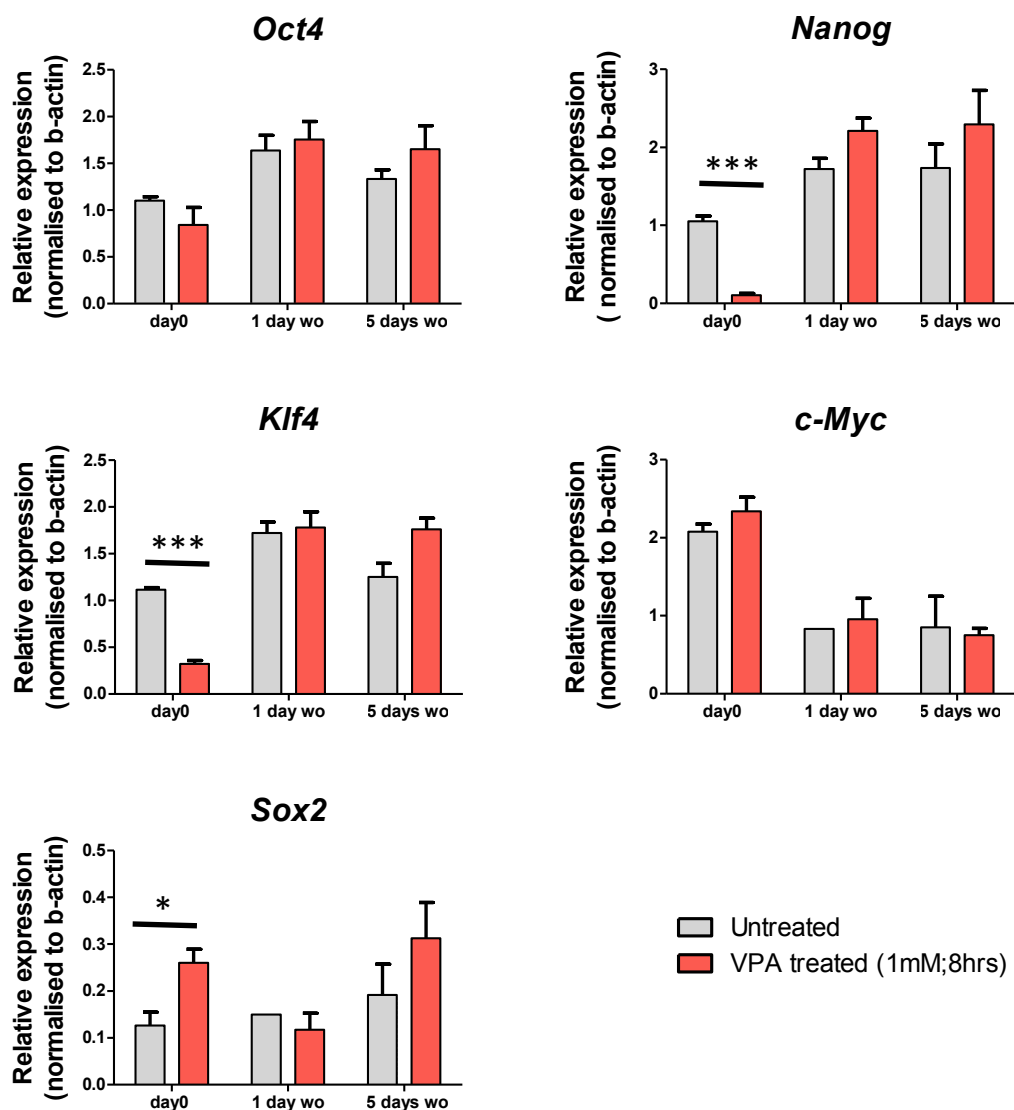 Oct4
Relative expression
(normalised to b-actin)
2.5
2.0
1.5
1.0
0.5
0.0
day0 1 day wo 5 days wo
Nanog
Relative expression
( normalised to b-actin)
3
2
1
0
***
day0 1 day wo 5 days wo
Klf4
Relative expression
(normalised to b-actin)
2.5
2.0
1.5
1.0
0.5
0.0
***
day0 1 day wo 5 days wo
c-Myc
Relative expression
(normalised to b-actin)
3
2
1
0
day0 1 day wo 5 days wo
Sox2
Relative expression
(normalised to b-actin)
0.5
0.4
0.3
0.2
0.1
0.0
*
day0 1 day wo 5 days wo
Untreated
VPA treated (1mM;8hrs)